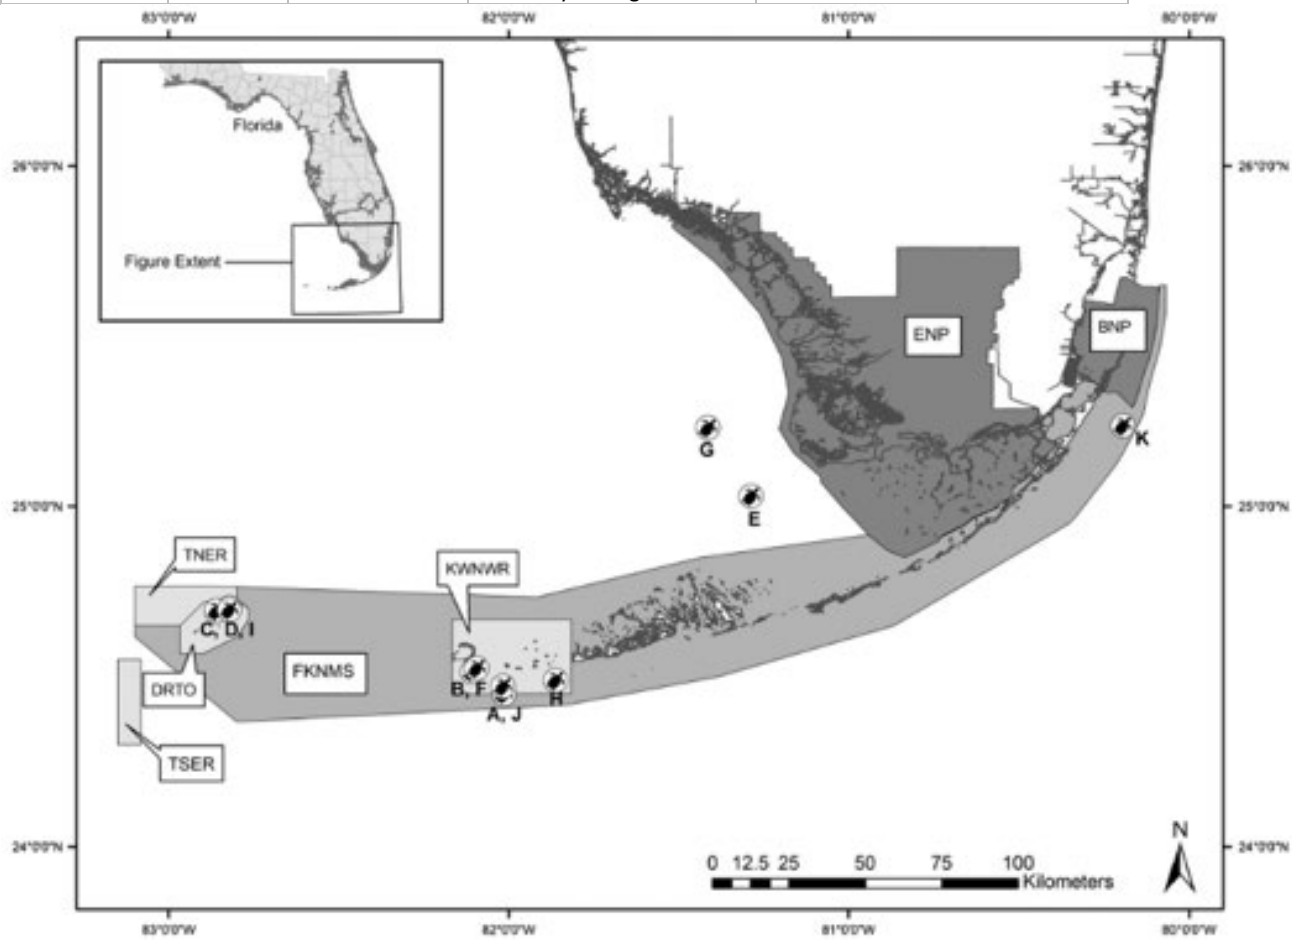 83°0'0"W 82°0'0"W 81°0'0"W 80°0'0"W
Florida
26°0'0"N 26°0'0"N
Figure Extent
ENP
BNP
G
K
E
25°0'0"N 25°0'0"N
TNER
KWNWR
C, D, I
FKNMS
DRTO
B, F
H
A, J
TSER
N
24°0'0"N 24°0'0"N
0 12.5 25 50 75 100
Kilometers
83°0'0"W 82°0'0"W 81°0'0"W 80°0'0"W